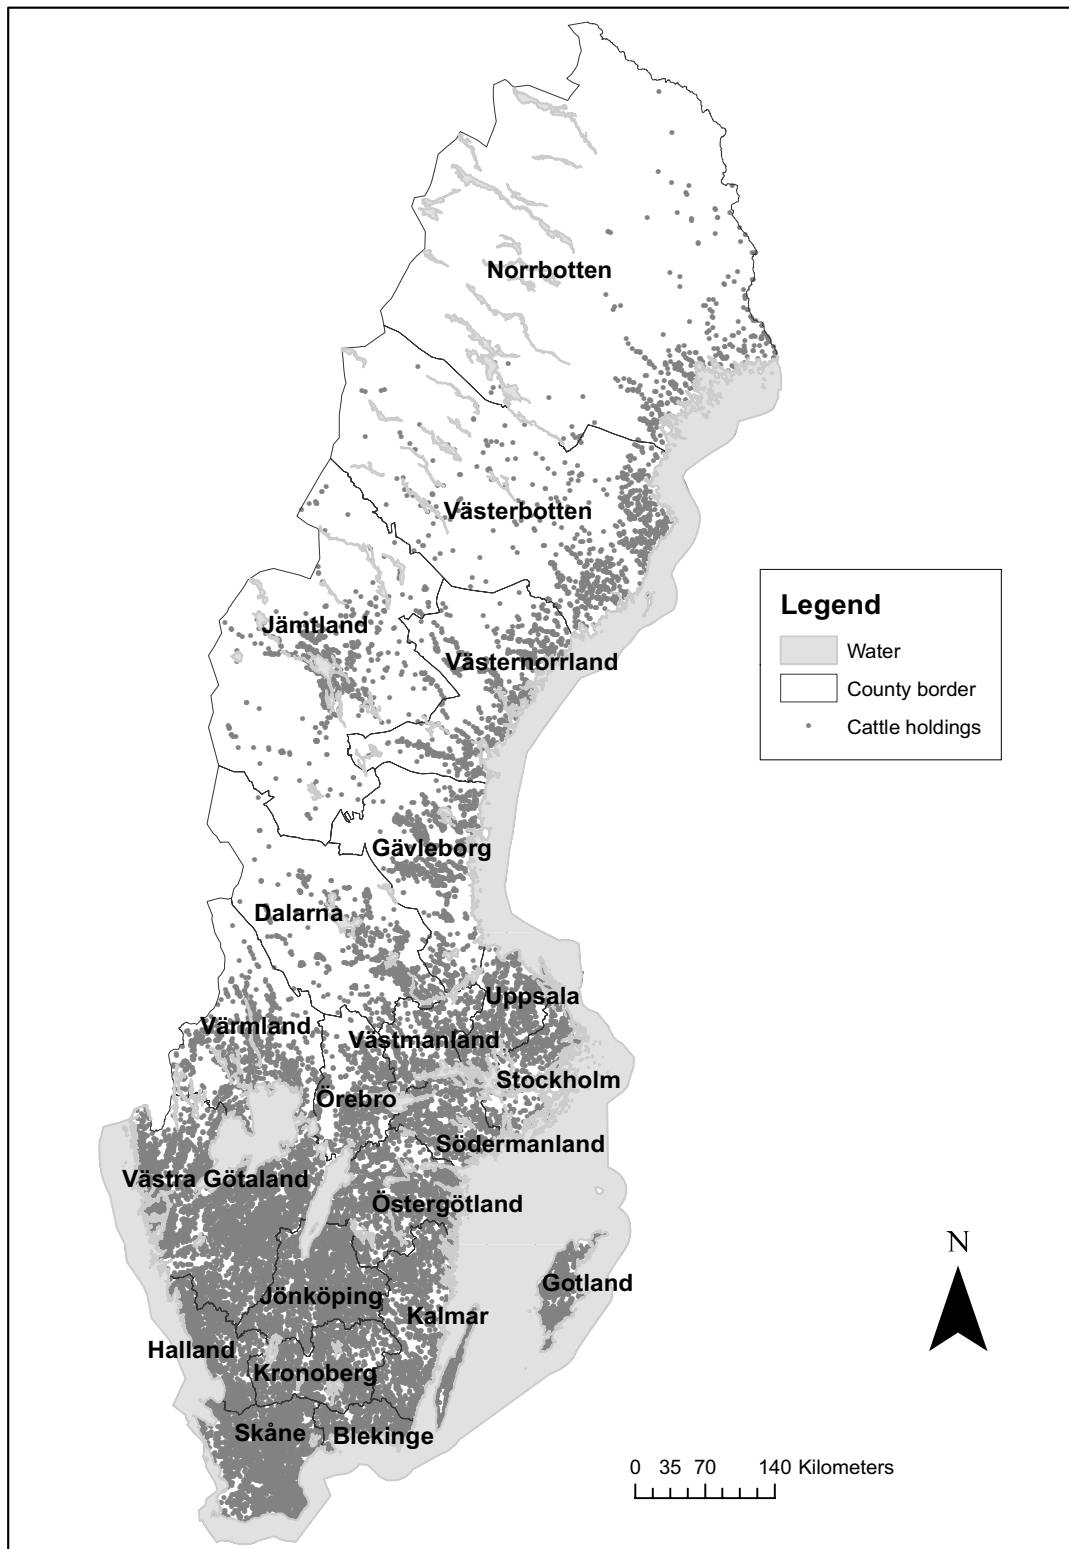 Norrbotten
Västerbotten
Jämtland
Västernorrland
Gävleborg
Dalarna
Uppsala
Värmland
Västmanland
Stockholm
Örebro
Södermanland
Västra Götaland
Östergötland
Gotland
Jönköping
Kalmar
Halland
Kronoberg
Skåne
Blekinge
Legend
Water
County border
Cattle holdings
N
0 35 70 140 Kilometers